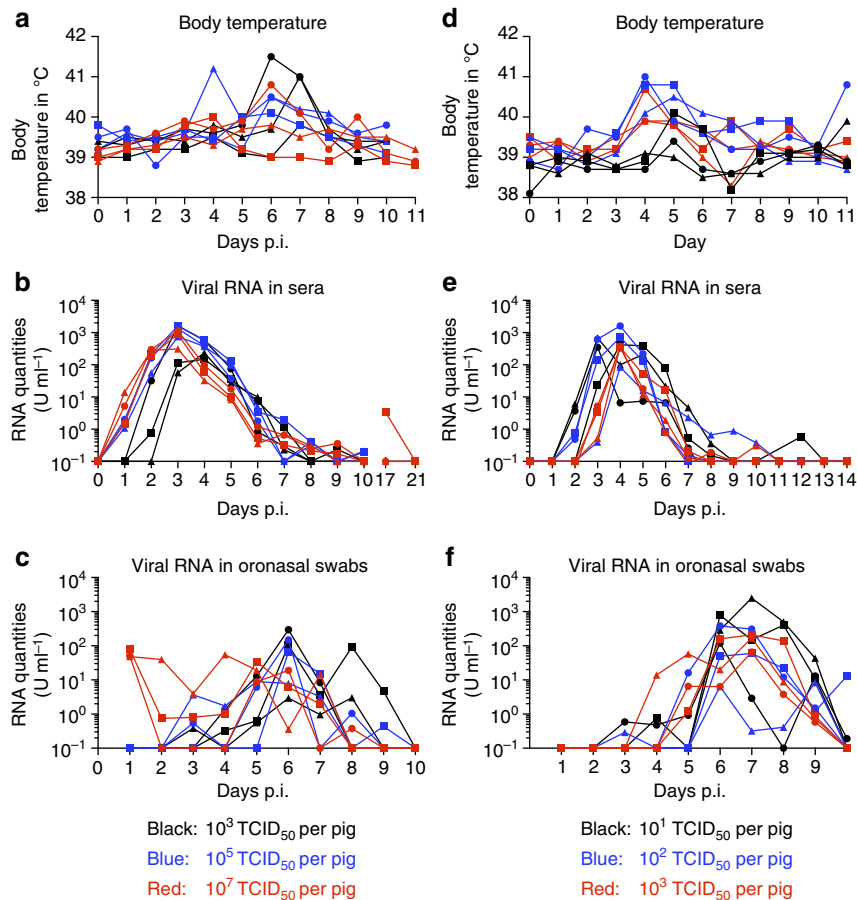 a Body temperature
42
41
40
39
38
Body
temperature in °C
0 1 2 3 4 5 6 7 8 9 10 11
Days p.i.
b Viral RNA in sera
10⁴
10³
10²
10¹
10⁰
10⁻¹
RNA quantities
(U ml⁻¹)
0 1 2 3 4 5 6 7 8 9 10 17 21
Days p.i.
c Viral RNA in oronasal swabs
10⁴
10³
10²
10¹
10⁰
10⁻¹
RNA quantities
(U ml⁻¹)
0 1 2 3 4 5 6 7 8 9 10
Days p.i.
Black: 10³ TCID₅₀ per pig
Blue: 10⁵ TCID₅₀ per pig
Red: 10⁷ TCID₅₀ per pig
d Body temperature
42
41
40
39
38
Body
temperature in °C
0 1 2 3 4 5 6 7 8 9 10 11
Day
e Viral RNA in sera
10⁴
10³
10²
10¹
10⁰
10⁻¹
RNA quantities
(U ml⁻¹)
0 1 2 3 4 5 6 7 8 9 10 11 12 13 14
Days p.i.
f Viral RNA in oronasal swabs
10⁴
10³
10²
10¹
10⁰
10⁻¹
RNA quantities
(U ml⁻¹)
1 2 3 4 5 6 7 8 9
Days p.i.
Black: 10¹ TCID₅₀ per pig
Blue: 10² TCID₅₀ per pig
Red: 10³ TCID₅₀ per pig